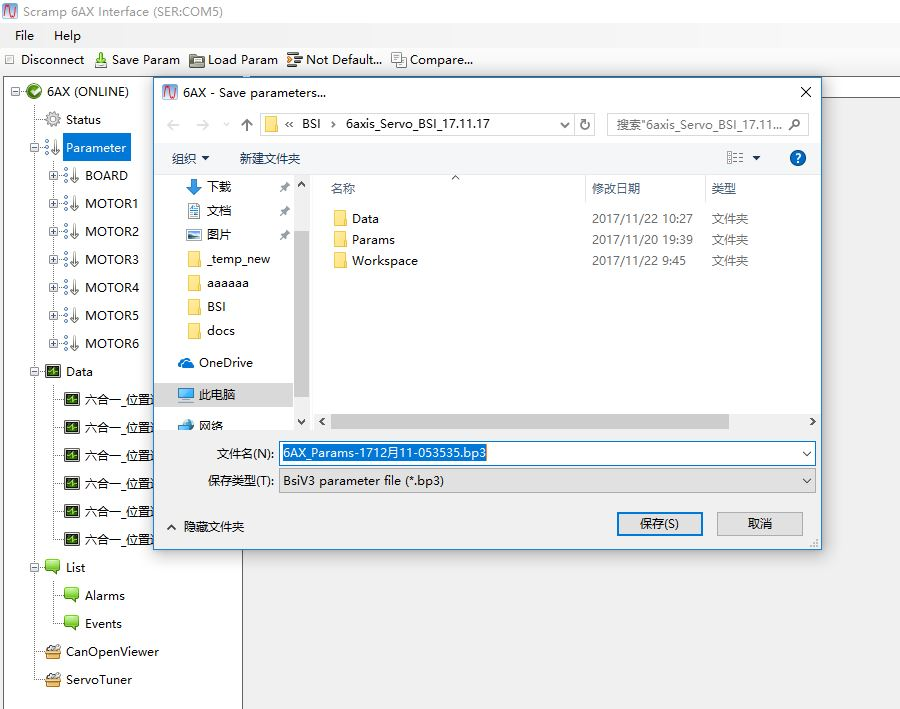 Scramp 6AX Interface (SER:COM5)
File Help
Disconnect Save Param Load Param Not Default... Compare...
6AX (ONLINE)
Status
Parameter
BOARD
MOTOR1
MOTOR2
MOTOR3
MOTOR4
MOTOR5
MOTOR6
Data
六合一_位置
六合一_位置
六合一_位置
六合一_位置
六合一_位置
六合一_位置
List
Alarms
Events
CanOpenViewer
ServoTuner
6AX - Save parameters...
« BSI › 6axis_Servo_BSI_17.11.17
搜索"6axis_Servo_BSI_17.11...
组织 新建文件夹
下载
文档
图片
_temp_new
aaaaaa
BSI
docs
OneDrive
此电脑
网络
名称 修改日期 类型
Data 2017/11/22 10:27 文件夹
Params 2017/11/20 19:39 文件夹
Workspace 2017/11/22 9:45 文件夹
文件名(N): 6AX_Params-1712月11-053535.bp3
保存类型(T): BsiV3 parameter file (*.bp3)
隐藏文件夹 保存(S) 取消